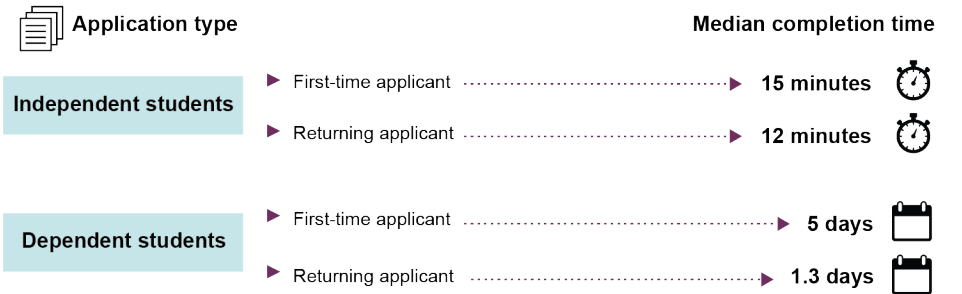 Application type Median completion time
Independent students
First-time applicant 15 minutes
Returning applicant 12 minutes
Dependent students
First-time applicant 5 days
Returning applicant 1.3 days